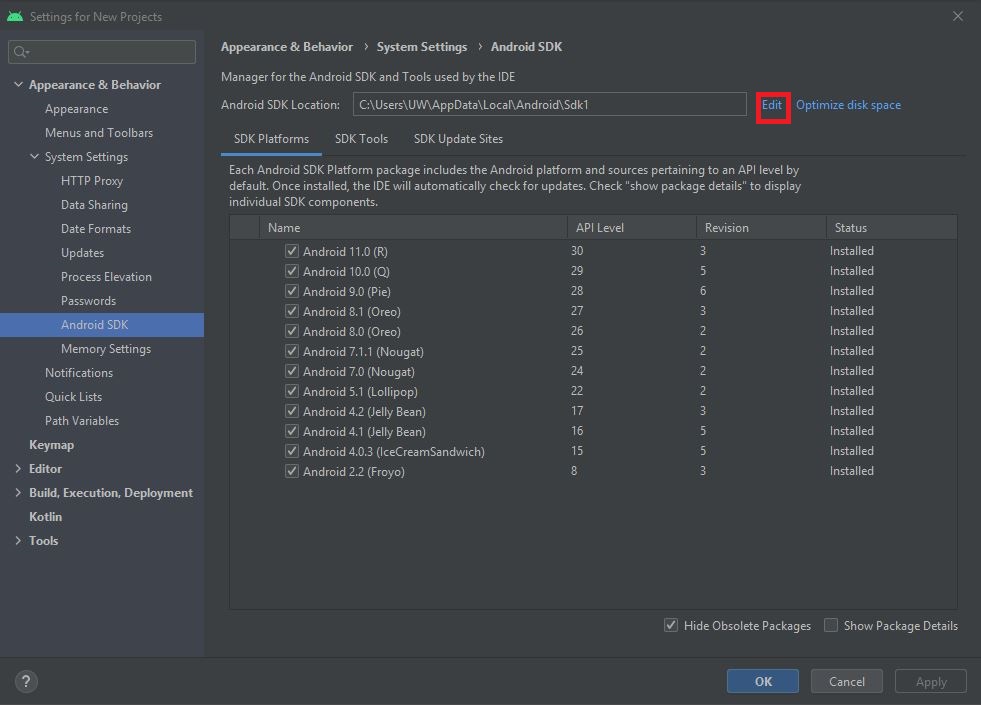 Settings for New Projects
Appearance & Behavior
Appearance
Menus and Toolbars
System Settings
HTTP Proxy
Data Sharing
Date Formats
Updates
Process Elevation
Passwords
Android SDK
Memory Settings
Notifications
Quick Lists
Path Variables
Keymap
Editor
Build, Execution, Deployment
Kotlin
Tools
Appearance & Behavior › System Settings › Android SDK
Manager for the Android SDK and Tools used by the IDE
Android SDK Location: C:\Users\UW\AppData\Local\Android\Sdk1 Edit Optimize disk space
SDK Platforms SDK Tools SDK Update Sites
Each Android SDK Platform package includes the Android platform and sources pertaining to an API level by
default. Once installed, the IDE will automatically check for updates. Check "show package details" to display
individual SDK components.
Name API Level Revision Status
Android 11.0 (R) 30 3 Installed
Android 10.0 (Q) 29 5 Installed
Android 9.0 (Pie) 28 6 Installed
Android 8.1 (Oreo) 27 3 Installed
Android 8.0 (Oreo) 26 2 Installed
Android 7.1.1 (Nougat) 25 2 Installed
Android 7.0 (Nougat) 24 2 Installed
Android 5.1 (Lollipop) 22 2 Installed
Android 4.2 (Jelly Bean) 17 3 Installed
Android 4.1 (Jelly Bean) 16 5 Installed
Android 4.0.3 (IceCreamSandwich) 15 5 Installed
Android 2.2 (Froyo) 8 3 Installed
Hide Obsolete Packages Show Package Details
? OK Cancel Apply